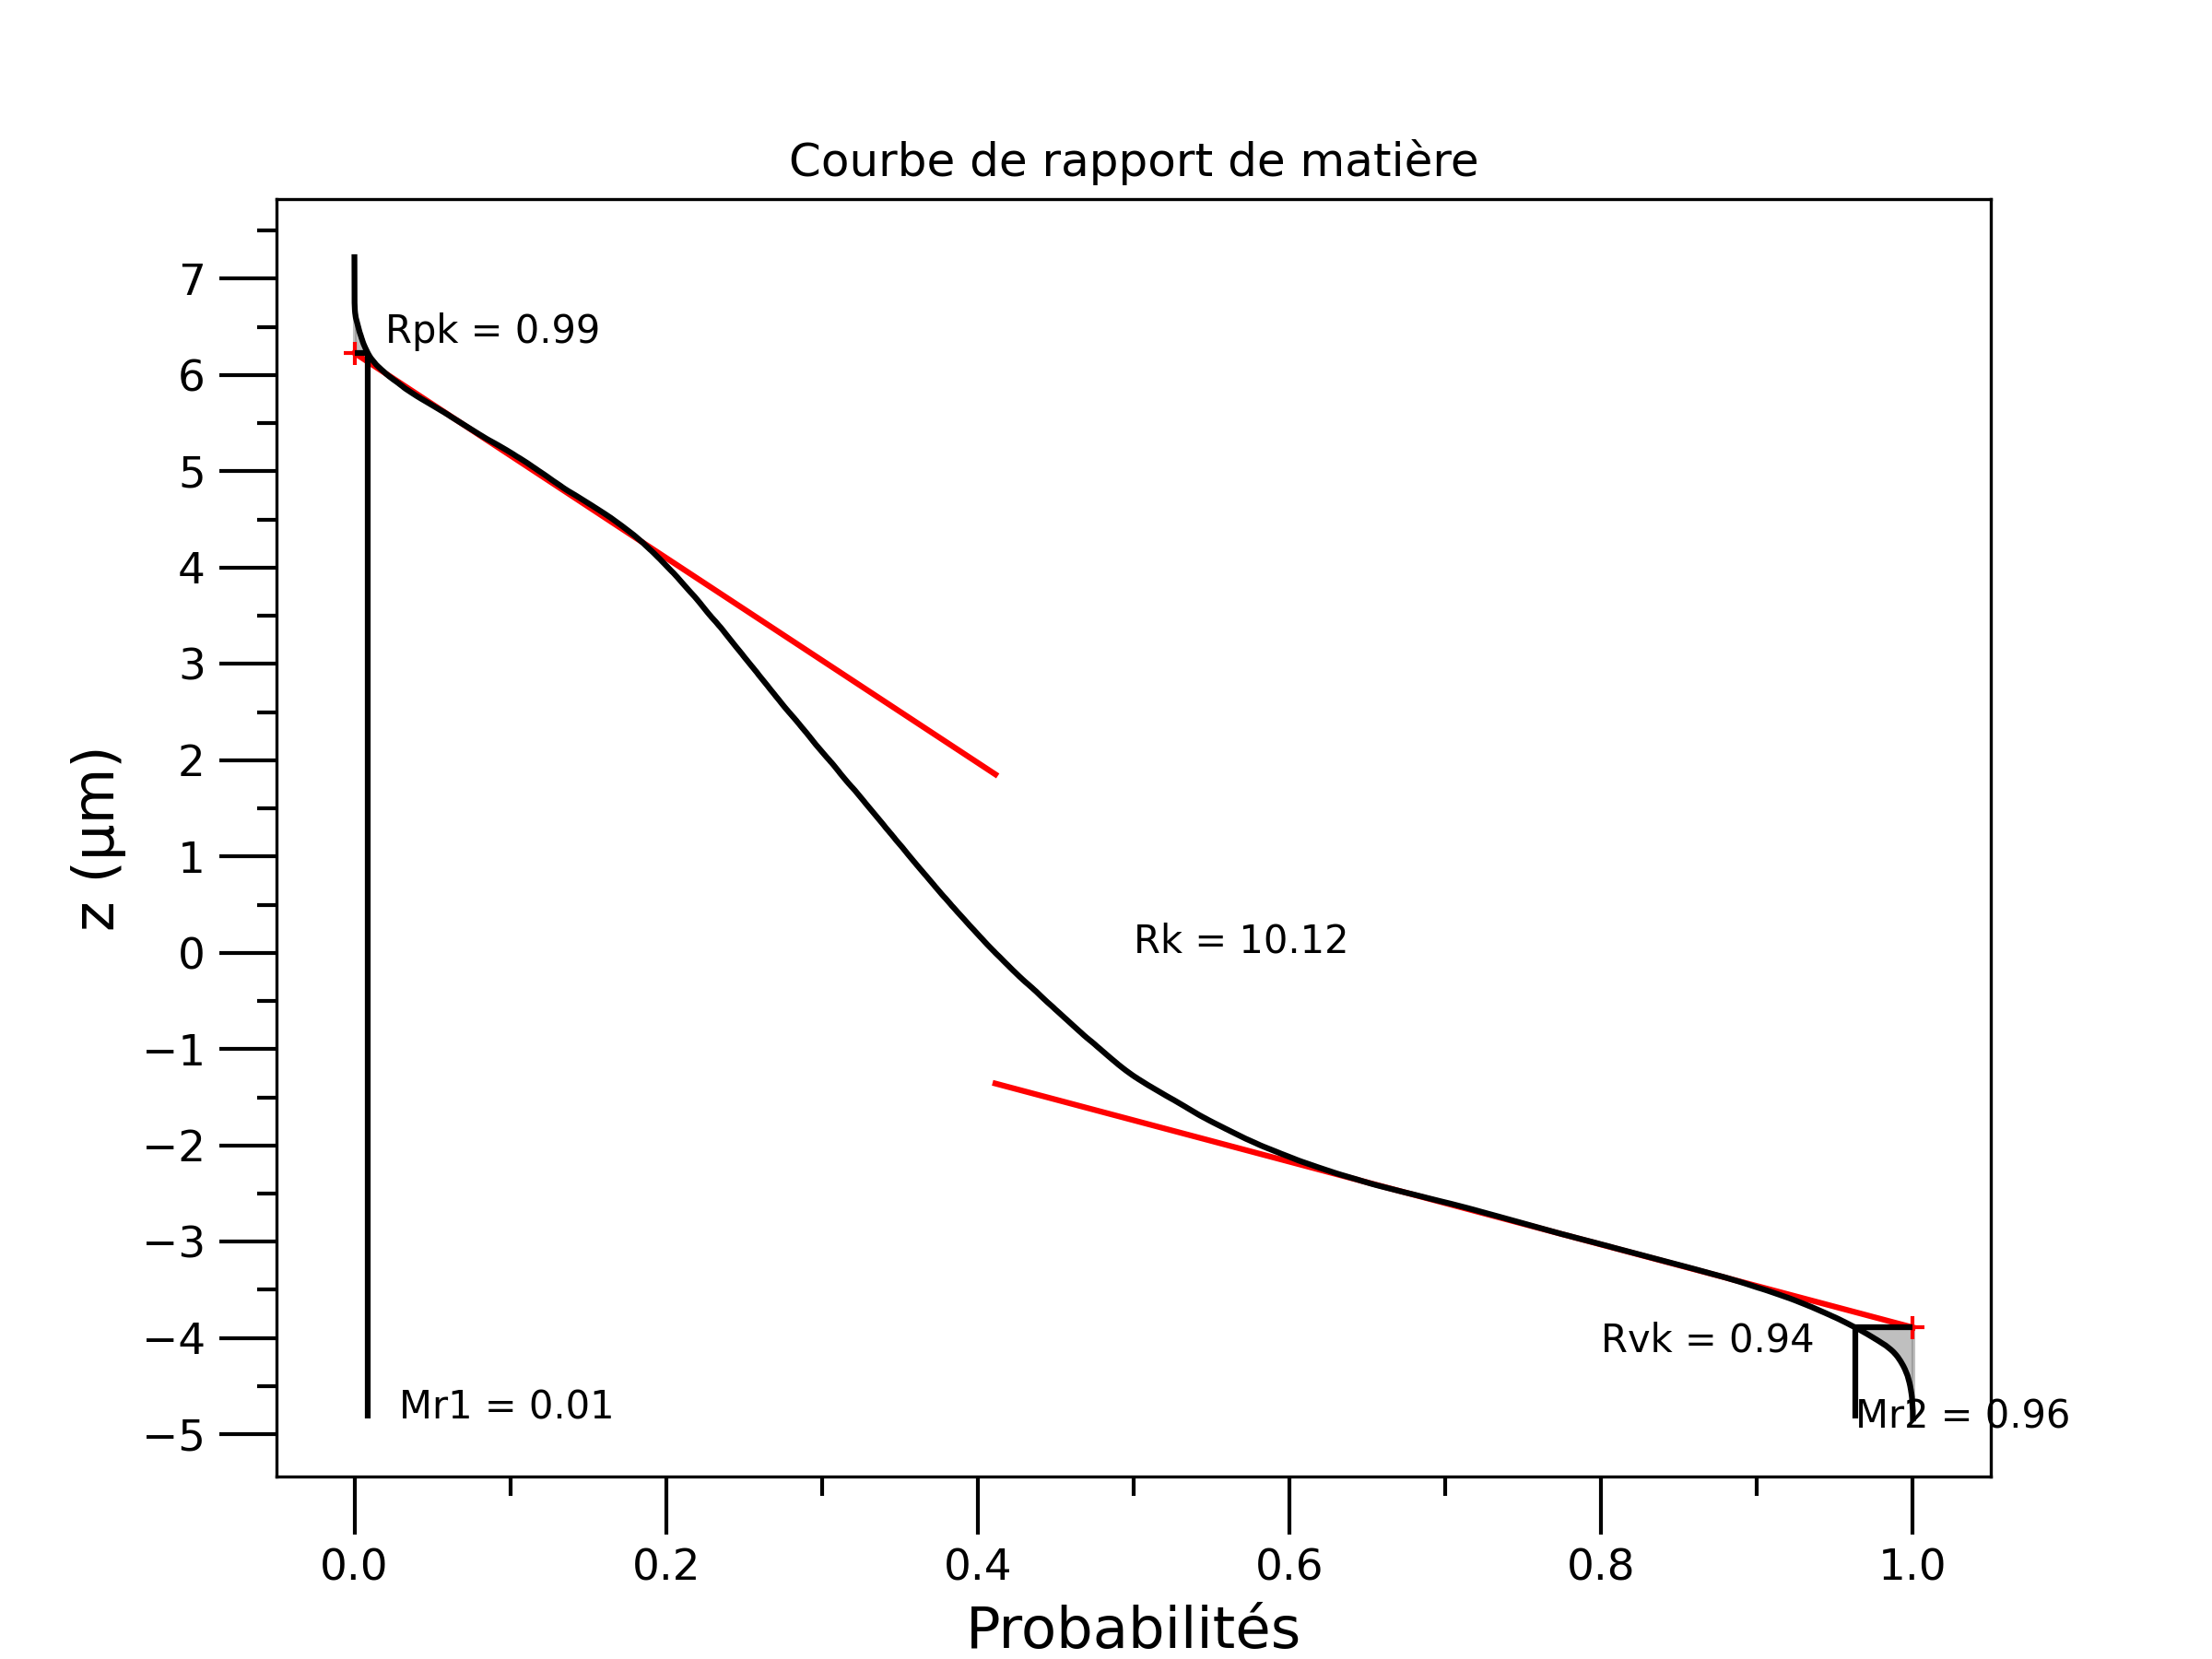 Courbe de rapport de matière
7
Rpk = 0.99
6
5
4
3
2
1
0
Rk = 10.12
−1
−2
−3
−4
Rvk = 0.94
Mr1 = 0.01
Mr2 = 0.96
−5
z (µm)
0.0 0.2 0.4 0.6 0.8 1.0
Probabilités